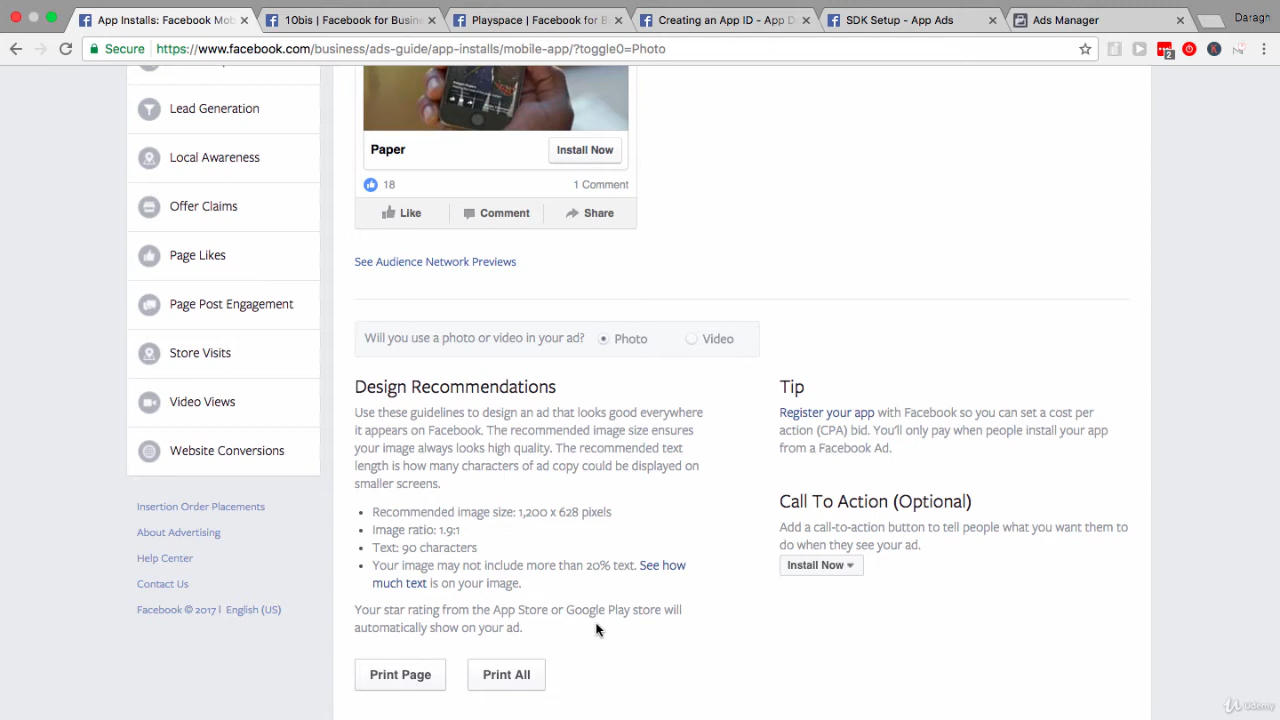 App Installs: Facebook Mob
10bis | Facebook for Busine
Playspace | Facebook for B
Creating an App ID - App D
SDK Setup - App Ads
Ads Manager
Daragh
Secure https://www.facebook.com/business/ads-guide/app-installs/mobile-app/?toggle0=Photo
2
Lead Generation
Local Awareness
Offer Claims
Page Likes
Page Post Engagement
Store Visits
Video Views
Website Conversions
Insertion Order Placements
About Advertising
Help Center
Contact Us
Facebook © 2017 | English (US)
Paper
Install Now
18
1 Comment
Like Comment Share
See Audience Network Previews
Will you use a photo or video in your ad? Photo Video
Design Recommendations
Use these guidelines to design an ad that looks good everywhere
it appears on Facebook. The recommended image size ensures
your image always looks high quality. The recommended text
length is how many characters of ad copy could be displayed on
smaller screens.
• Recommended image size: 1,200 x 628 pixels
• Image ratio: 1.9:1
• Text: 90 characters
• Your image may not include more than 20% text. See how
much text is on your image.
Your star rating from the App Store or Google Play store will
automatically show on your ad.
Print Page
Print All
Tip
Register your app with Facebook so you can set a cost per
action (CPA) bid. You'll only pay when people install your app
from a Facebook Ad.
Call To Action (Optional)
Add a call-to-action button to tell people what you want them to
do when they see your ad.
Install Now
Udemy